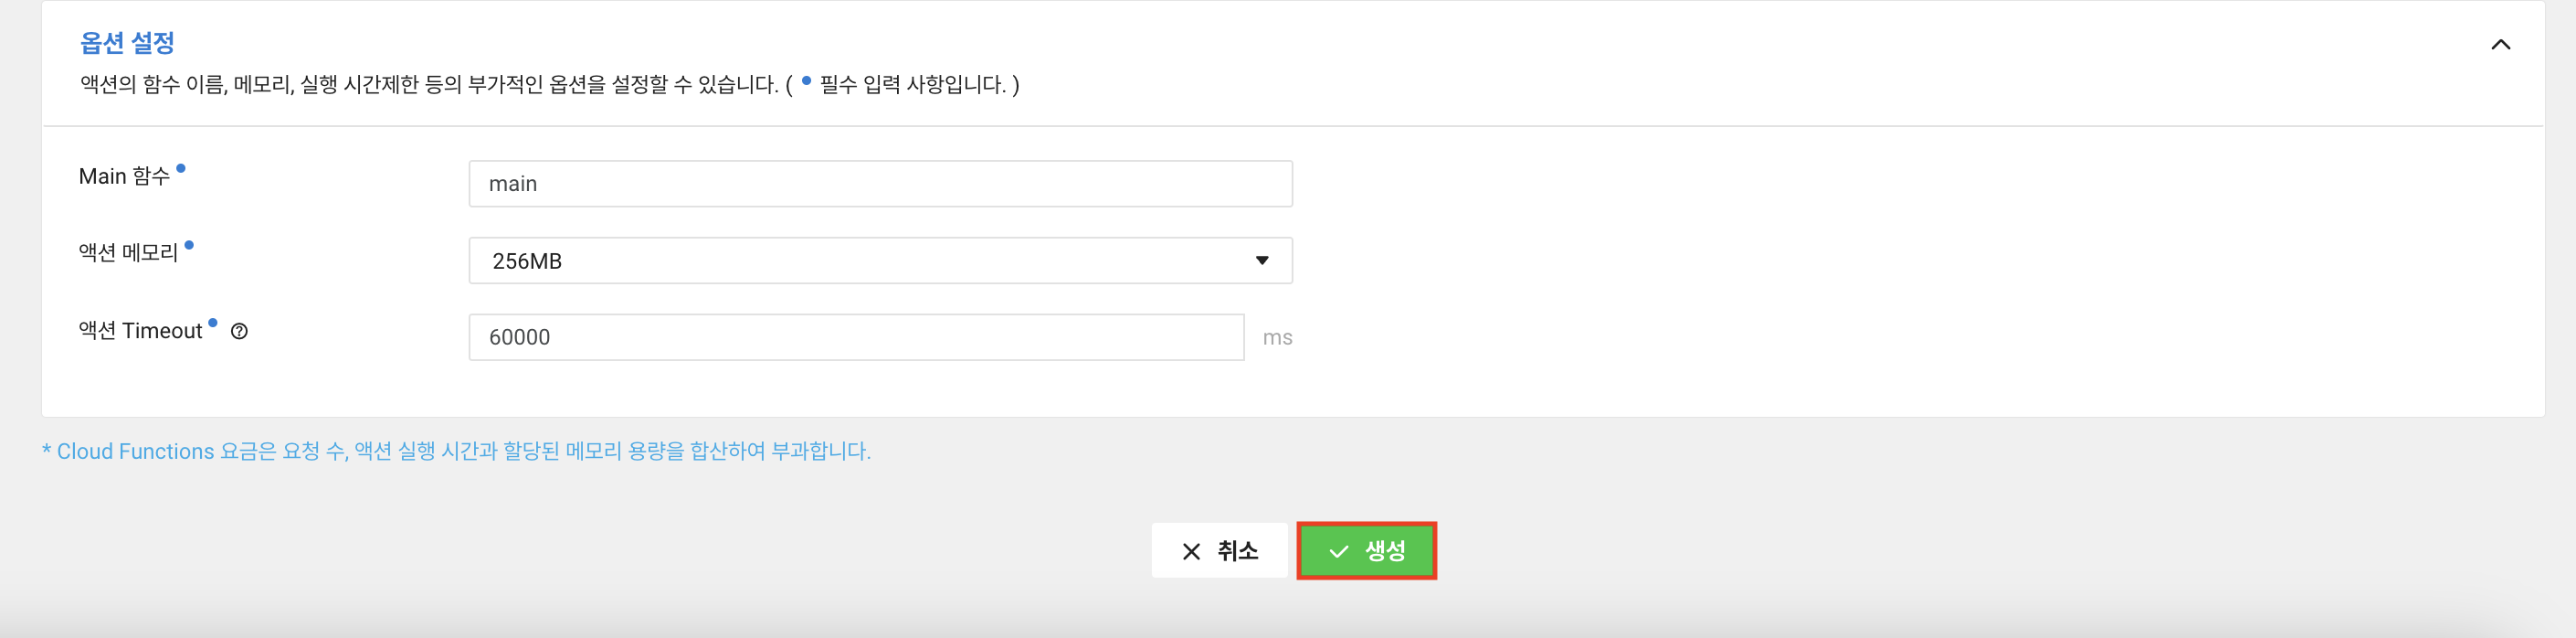 옵션 설정
액션의 함수 이름, 메모리, 실행 시간제한 등의 부가적인 옵션을 설정할 수 있습니다. ( • 필수 입력 사항입니다. )
Main 함수 •
main
액션 메모리 •
256MB
액션 Timeout •
60000
ms
* Cloud Functions 요금은 요청 수, 액션 실행 시간과 할당된 메모리 용량을 합산하여 부과합니다.
취소
생성